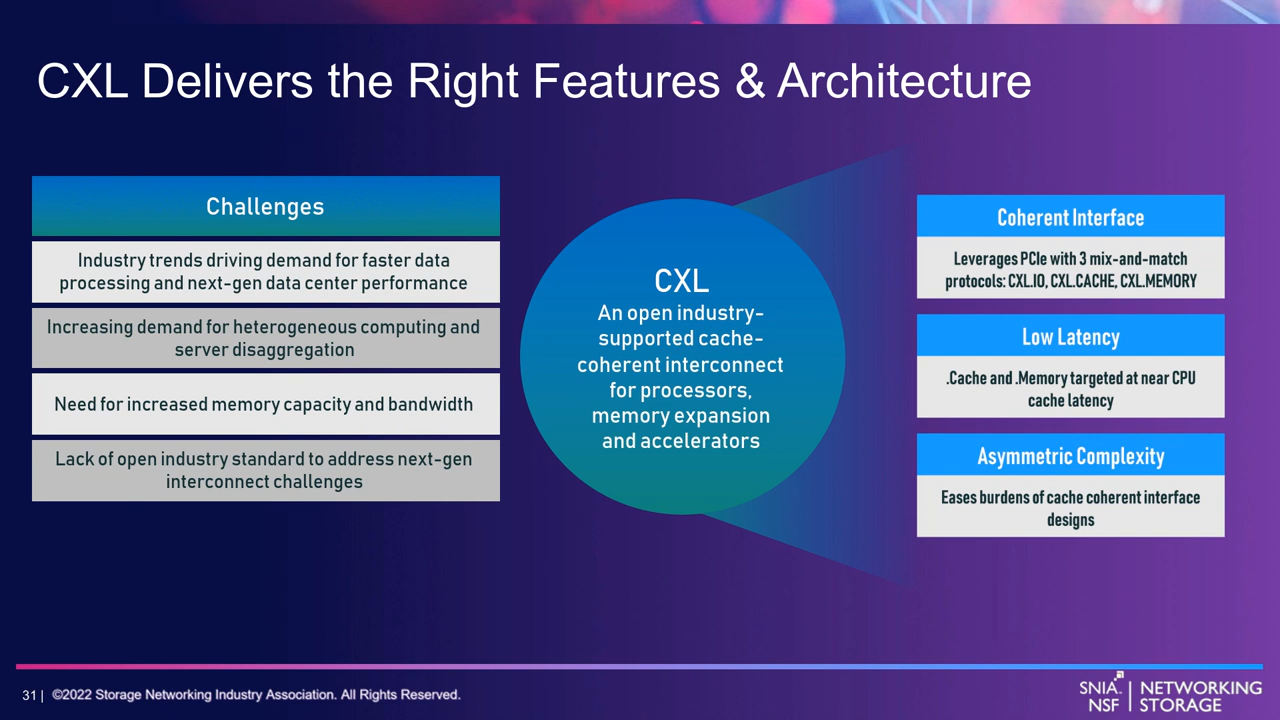 CXL Delivers the Right Features & Architecture
Challenges
Industry trends driving demand for faster data
processing and next-gen data center performance
Increasing demand for heterogeneous computing and
server disaggregation
Need for increased memory capacity and bandwidth
Lack of open industry standard to address next-gen
interconnect challenges
CXL
An open industry-
supported cache-
coherent interconnect
for processors,
memory expansion
and accelerators
Coherent Interface
Leverages PCIe with 3 mix-and-match
protocols: CXL.IO, CXL.CACHE, CXL.MEMORY
Low Latency
.Cache and .Memory targeted at near CPU
cache latency
Asymmetric Complexity
Eases burdens of cache coherent interface
designs
31 | ©2022 Storage Networking Industry Association. All Rights Reserved.
SNIA™ | NETWORKING
NSF | STORAGE